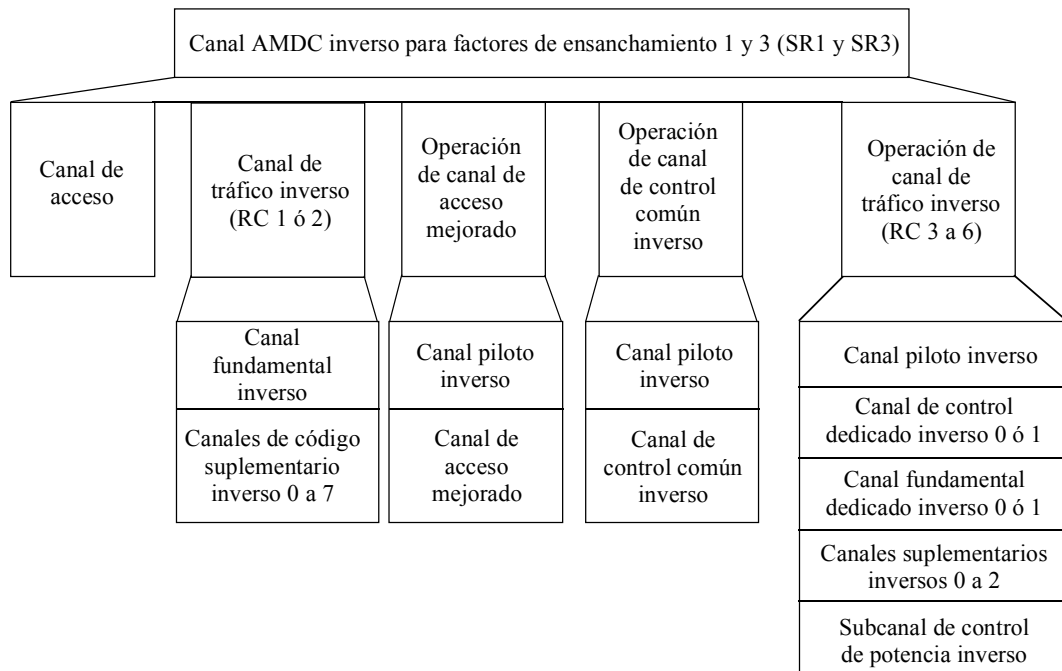 Canal AMDC inverso para factores de ensanchamiento 1 y 3 (SR1 y SR3)
Canal de
acceso
Canal de
tráfico inverso
(RC 1 ó 2)
Operación
de canal de
acceso
mejorado
Operación
de canal
de control
común
inverso
Operación de
canal de
tráfico inverso
(RC 3 a 6)
Canal
fundamental
inverso
Canales de código
suplementario
inverso 0 a 7
Canal piloto
inverso
Canal de
acceso
mejorado
Canal piloto
inverso
Canal de
control común
inverso
Canal piloto inverso
Canal de control
dedicado inverso 0 ó 1
Canal fundamental
dedicado inverso 0 ó 1
Canales suplementarios
inversos 0 a 2
Subcanal de control
de potencia inverso